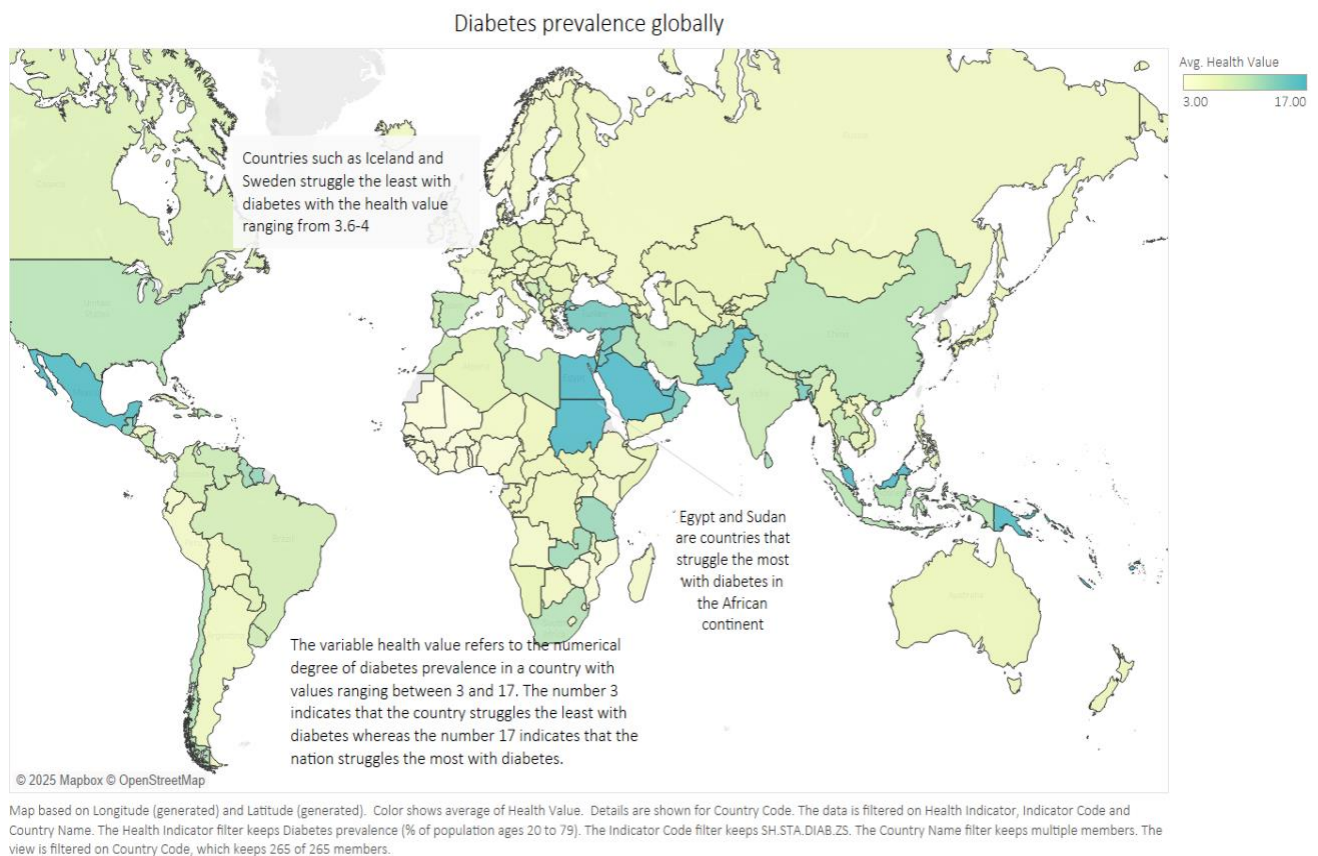 Diabetes prevalence globally
Avg. Health Value
3.00 17.00
Countries such as Iceland and
Sweden struggle the least with
diabetes with the health value
ranging from 3.6-4
Egypt and Sudan
are countries that
struggle the most
with diabetes in
the African
continent
The variable health value refers to the numerical
degree of diabetes prevalence in a country with
values ranging between 3 and 17. The number 3
indicates that the country struggles the least with
diabetes whereas the number 17 indicates that the
nation struggles the most with diabetes.
© 2025 Mapbox © OpenStreetMap
Map based on Longitude (generated) and Latitude (generated).  Color shows average of Health Value.  Details are shown for Country Code. The data is filtered on Health Indicator, Indicator Code and
Country Name. The Health Indicator filter keeps Diabetes prevalence (% of population ages 20 to 79). The Indicator Code filter keeps SH.STA.DIAB.ZS. The Country Name filter keeps multiple members. The
view is filtered on Country Code, which keeps 265 of 265 members.